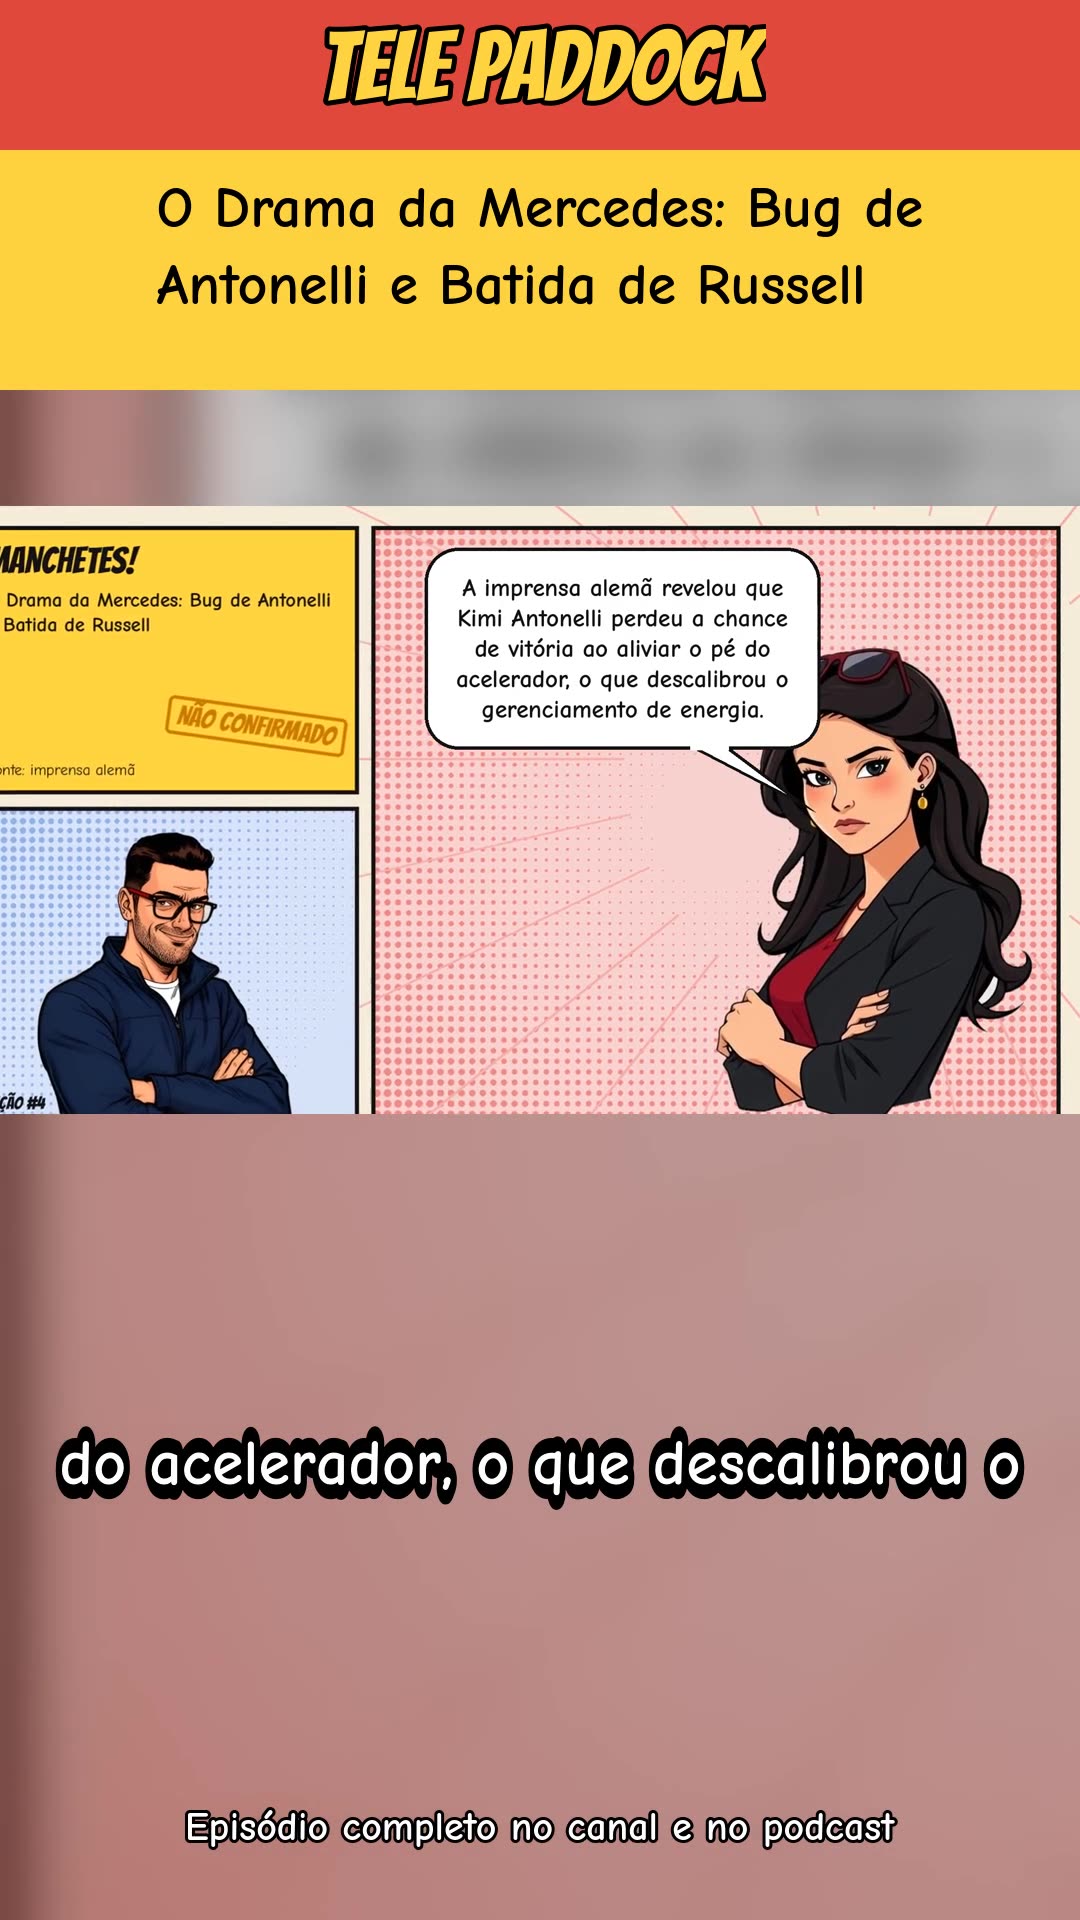 TELE PADDOCK
O Drama da Mercedes: Bug de
Antonelli e Batida de Russell
MANCHETES!
Drama da Mercedes: Bug de Antonelli
Batida de Russell
NÃO CONFIRMADO
onte: imprensa alemã
A imprensa alemã revelou que
Kimi Antonelli perdeu a chance
de vitória ao aliviar o pé do
acelerador, o que descalibrou o
gerenciamento de energia.
ção #4
do acelerador, o que descalibrou o
Episódio completo no canal e no podcast